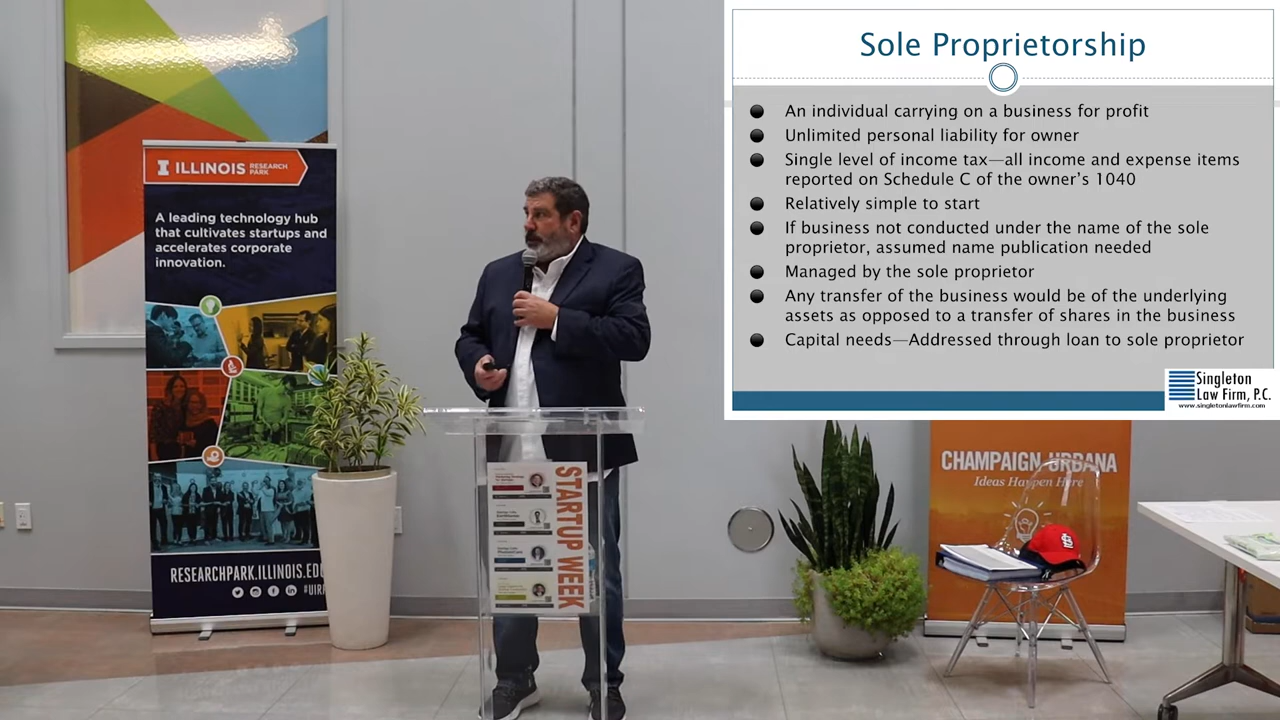 Sole Proprietorship
An individual carrying on a business for profit
Unlimited personal liability for owner
Single level of income tax—all income and expense items
reported on Schedule C of the owner's 1040
Relatively simple to start
If business not conducted under the name of the sole
proprietor, assumed name publication needed
Managed by the sole proprietor
Any transfer of the business would be of the underlying
assets as opposed to a transfer of shares in the business
Capital needs—Addressed through loan to sole proprietor
Singleton
Law Firm, P.C.
www.singletonlawfirm.com
ILLINOIS
RESEARCH
PARK
A leading technology hub
that cultivates startups and
accelerates corporate
innovation.
RESEARCHPARK.ILLINOIS.EDU
STARTUP WEEK
CHAMPAIGN-URBANA
Ideas Happen Here